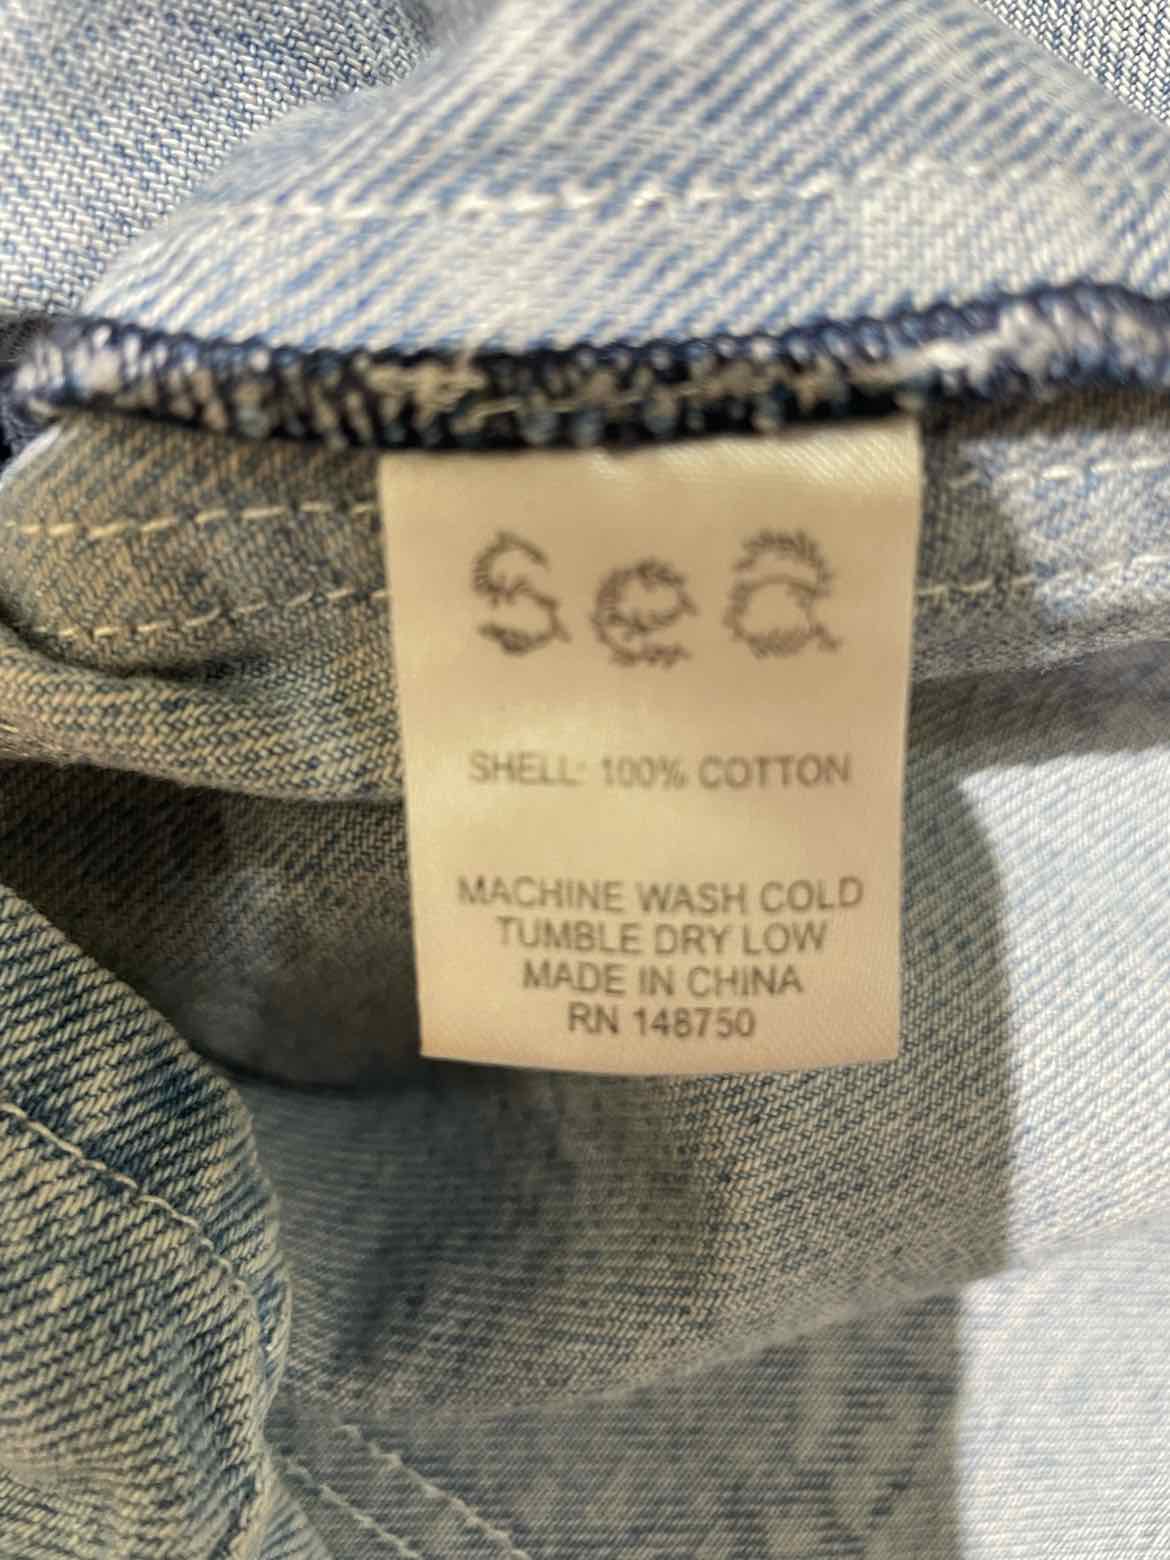 Sea
SHELL: 100% COTTON
MACHINE WASH COLD
TUMBLE DRY LOW
MADE IN CHINA
RN 148750